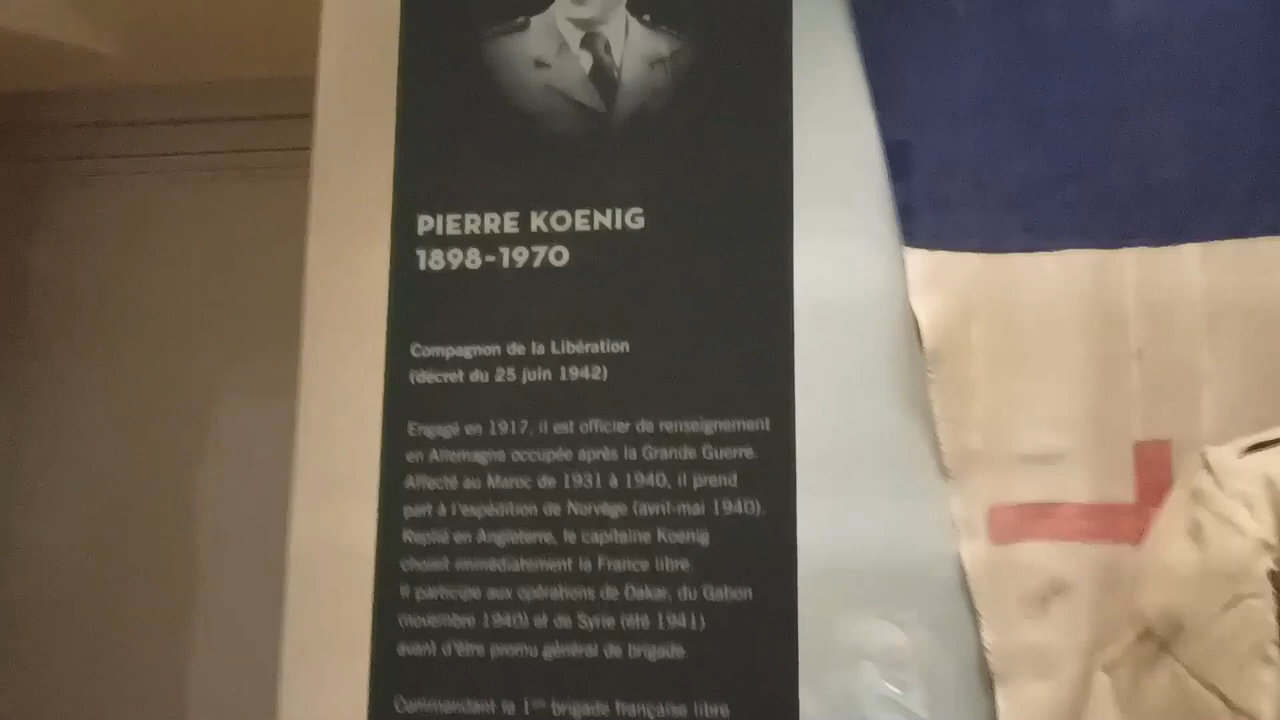 PIERRE KOENIG
1898-1970
Compagnon de la Libération
(décret du 25 juin 1942)
Engagé en 1917, il est officier de renseignement
en Allemagne occupée après la Grande Guerre.
Affecté au Maroc de 1931 à 1940, il prend
part à l'expédition de Norvège (avril-mai 1940).
Replié en Angleterre, le capitaine Koenig
choisit immédiatement la France libre.
Il participe aux opérations de Dakar, du Gabon
(novembre 1940) et de Syrie (été 1941)
avant d'être promu général de brigade.
Commandant la 1re brigade française libre